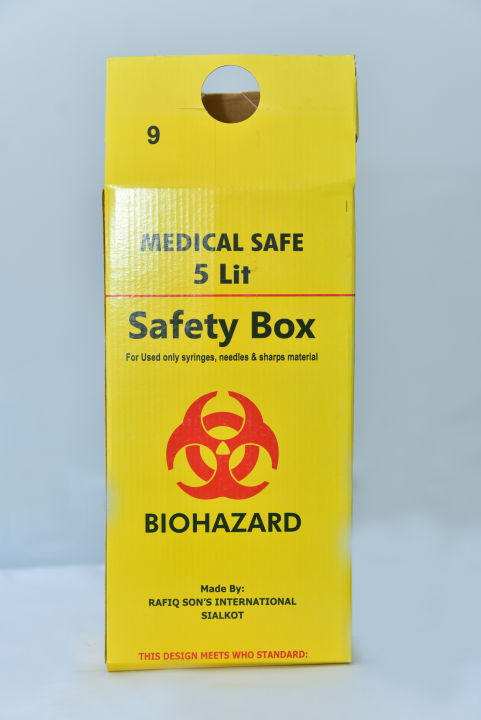 9
MEDICAL SAFE
5 Lit
Safety Box
For Used only syringes, needles & sharps material
BIOHAZARD
Made By:
RAFIQ SON'S INTERNATIONAL
SIALKOT
THIS DESIGN MEETS WHO STANDARD: